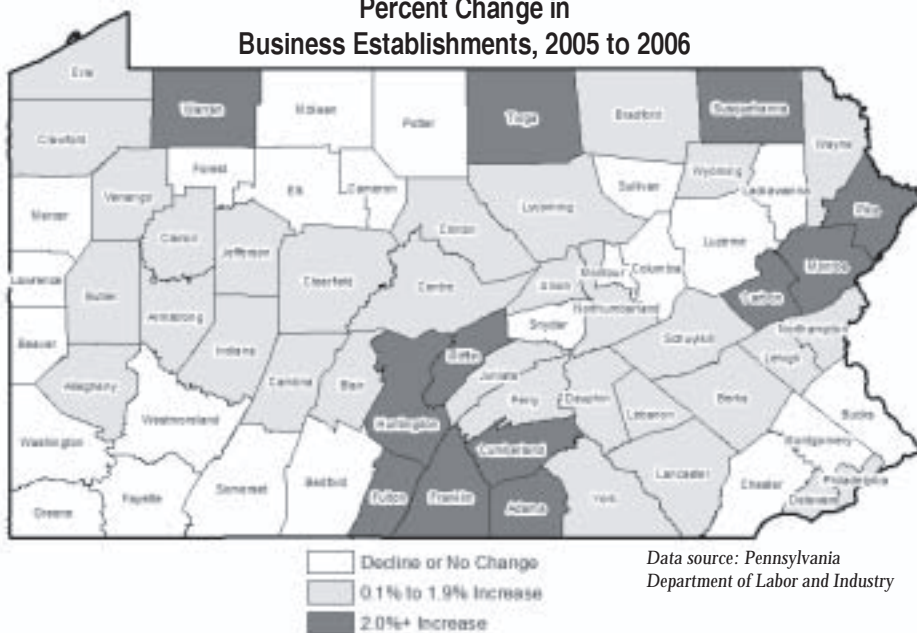 Percent Change in
Business Establishments, 2005 to 2006
Erie
Warren
McKean
Potter
Tioga
Bradford
Susquehanna
Crawford
Wayne
Forest
Wyoming
Lackawanna
Venango
Elk
Cameron
Sullivan
Pike
Mercer
Clinton
Lycoming
Clarion
Jefferson
Luzerne
Monroe
Lawrence
Clearfield
Centre
Union
Montour
Columbia
Carbon
Butler
Armstrong
Northumberland
Northampton
Beaver
Snyder
Schuylkill
Lehigh
Indiana
Mifflin
Allegheny
Cambria
Blair
Juniata
Perry
Dauphin
Lebanon
Berks
Bucks
Westmoreland
Huntingdon
Montgomery
Washington
Cumberland
Lancaster
Philadelphia
Somerset
Bedford
Fulton
Franklin
Adams
York
Chester
Delaware
Fayette
Greene
Decline or No Change
0.1% to 1.9% Increase
2.0%+ Increase
Data source: Pennsylvania
Department of Labor and Industry